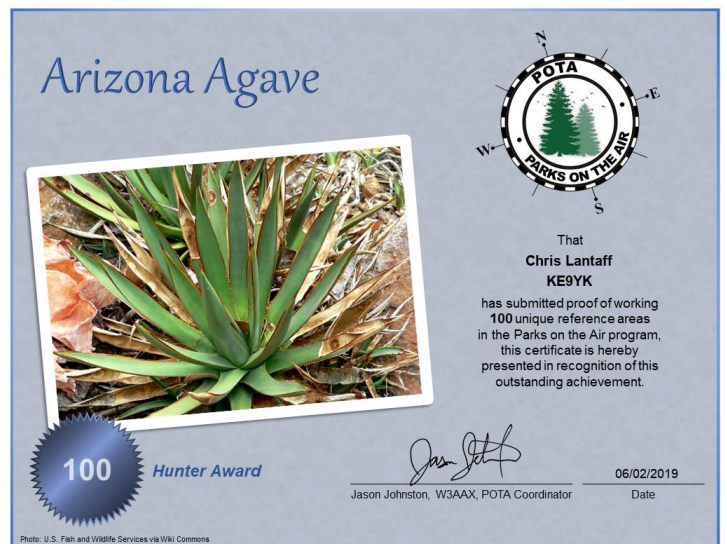 Arizona Agave
N
POTA
E
W
PARKS ON THE AIR
S
That
Chris Lantaff
KE9YK
has submitted proof of working
100 unique reference areas
in the Parks on the Air program,
this certificate is hereby
presented in recognition of this
outstanding achievement.
100
Hunter Award
06/02/2019
Jason Johnston, W3AAX, POTA Coordinator
Date
Photo: U.S. Fish and Wildlife Services via Wiki Commons